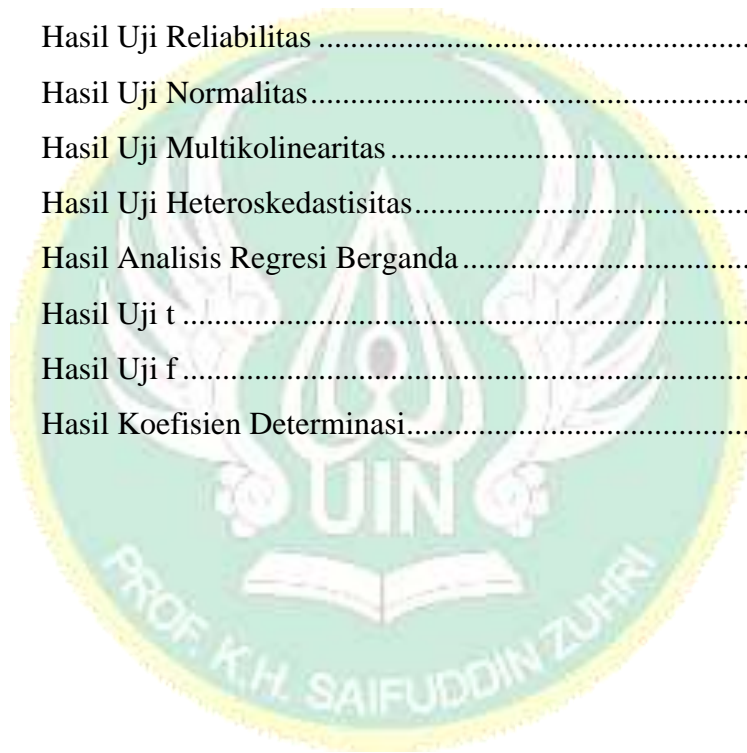 Hasil Uji Reliabilitas ......................................................
Hasil Uji Normalitas.......................................................
Hasil Uji Multikolinearitas .............................................
Hasil Uji Heteroskedastisitas.............................................
Hasil Analisis Regresi Berganda ....................................
Hasil Uji t .......................................................................
Hasil Uji f .......................................................................
Hasil Koefisien Determinasi...........................................
UIN
PROF. K.H. SAIFUDDIN ZUHRI